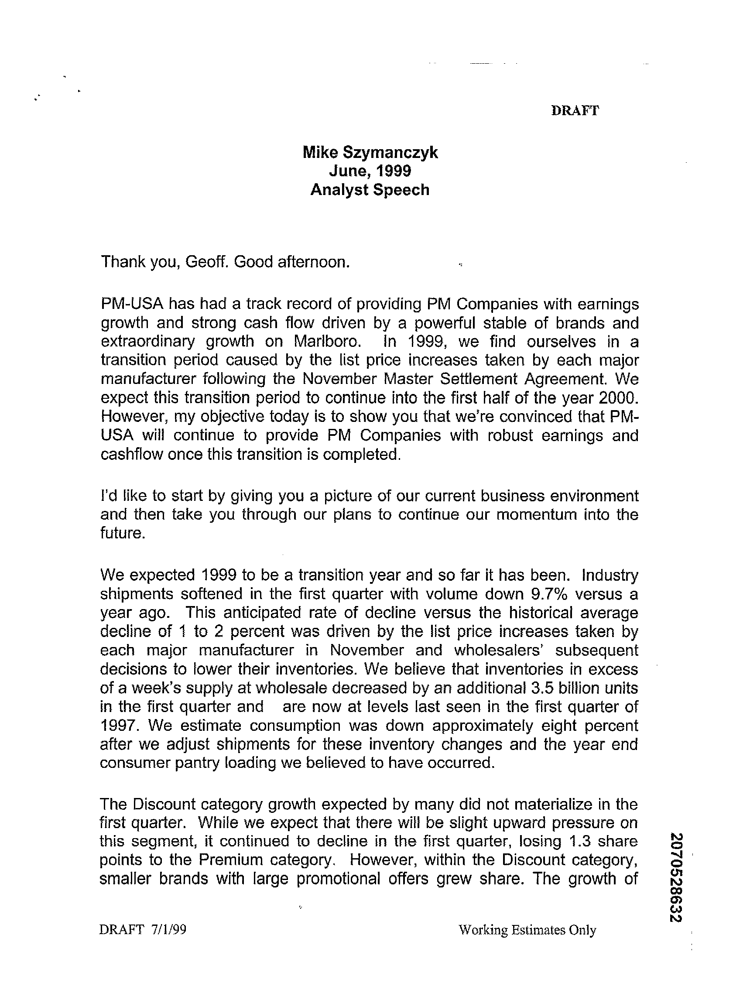 DRAFT
Mike Szymanczyk
June, 1999
Analyst Speech
Thank you, Geoff. Good afternoon.
PM-USA has had a track record of providing PM Companies with earnings
growth and strong cash flow driven by a powerful stable of brands and
extraordinary growth on Marlboro. In 1999, we find ourselves in a
transition period caused by the list price increases taken by each major
manufacturer following the November Master Settlement Agreement. We
expect this transition period to continue into the first half of the year 2000.
However, my objective today is to show you that we're convinced that PM-
USA will continue to provide PM Companies with robust earnings and
cashflow once this transition is completed.
I'd like to start by giving you a picture of our current business environment
and then take you through our plans to continue our momentum into the
future.
We expected 1999 to be a transition year and so far it has been. Industry
shipments softened in the first quarter with volume down 9.7% versus a
year ago. This anticipated rate of decline versus the historical average
decline of 1 to 2 percent was driven by the list price increases taken by
each major manufacturer in November and wholesalers' subsequent
decisions to lower their inventories. We believe that inventories in excess
of a week's supply at wholesale decreased by an additional 3.5 billion units
in the first quarter and are now at levels last seen in the first quarter of
1997. We estimate consumption was down approximately eight percent
after we adjust shipments for these inventory changes and the year end
consumer pantry loading we believed to have occurred.
The Discount category growth expected by many did not materialize in the
first quarter. While we expect that there will be slight upward pressure on
this segment, it continued to decline in the first quarter, losing 1.3 share
points to the Premium category. However, within the Discount category,
smaller brands with large promotional offers grew share. The growth of
2070528632
DRAFT 7/1/99
Working Estimates Only